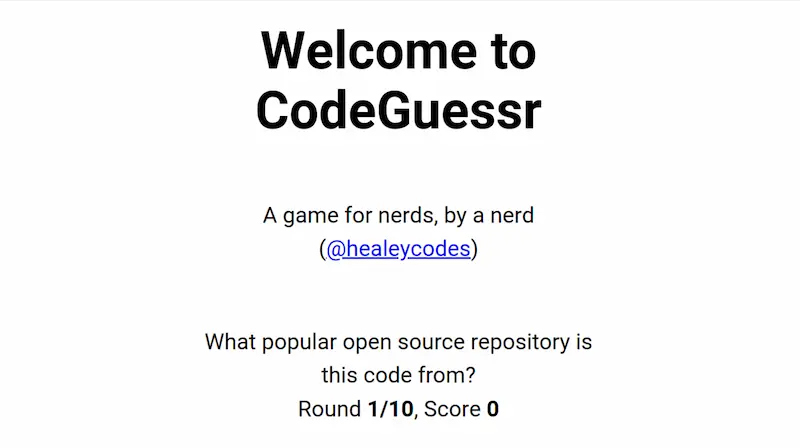 Welcome to
CodeGuessr
A game for nerds, by a nerd
(@healeycodes)
What popular open source repository is
this code from?
Round 1/10, Score 0